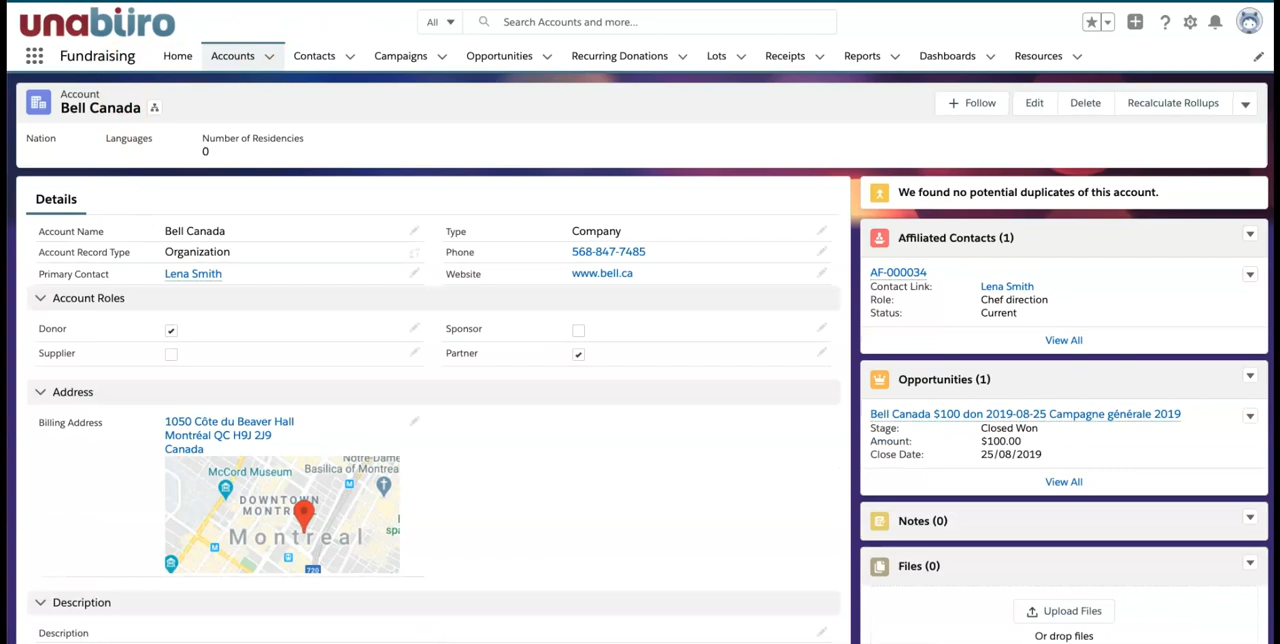 unabüro
All
Search Accounts and more...
Fundraising
Home
Accounts
Contacts
Campaigns
Opportunities
Recurring Donations
Lots
Receipts
Reports
Dashboards
Resources
Account
Bell Canada
+ Follow
Edit
Delete
Recalculate Rollups
Nation
Languages
Number of Residencies
0
Details
Account Name Bell Canada
Type Company
Account Record Type Organization
Phone 568-847-7485
Primary Contact Lena Smith
Website www.bell.ca
Account Roles
Donor
Sponsor
Supplier
Partner
Address
Billing Address
1050 Côte du Beaver Hall
Montréal QC H9J 2J9
Canada
Notre-Dame
Basilica of Montrea
McCord Museum
M
DOWNTOWN
MONTR
spa
Montreal
M
720
Description
Description
We found no potential duplicates of this account.
Affiliated Contacts (1)
AF-000034
Contact Link: Lena Smith
Role: Chef direction
Status: Current
View All
Opportunities (1)
Bell Canada $100 don 2019-08-25 Campagne générale 2019
Stage: Closed Won
Amount: $100.00
Close Date: 25/08/2019
View All
Notes (0)
Files (0)
Upload Files
Or drop files